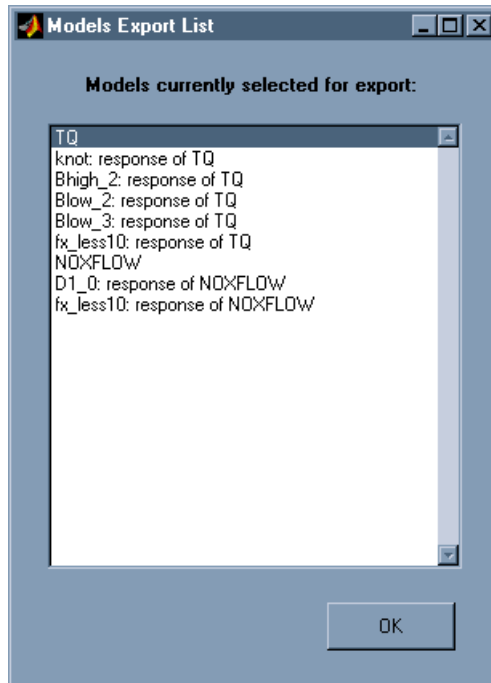 Models Export List
Models currently selected for export:
TQ
knot: response of TQ
Bhigh_2: response of TQ
Blow_2: response of TQ
Blow_3: response of TQ
fx_less10: response of TQ
NOXFLOW
D1_0: response of NOXFLOW
fx_less10: response of NOXFLOW
OK